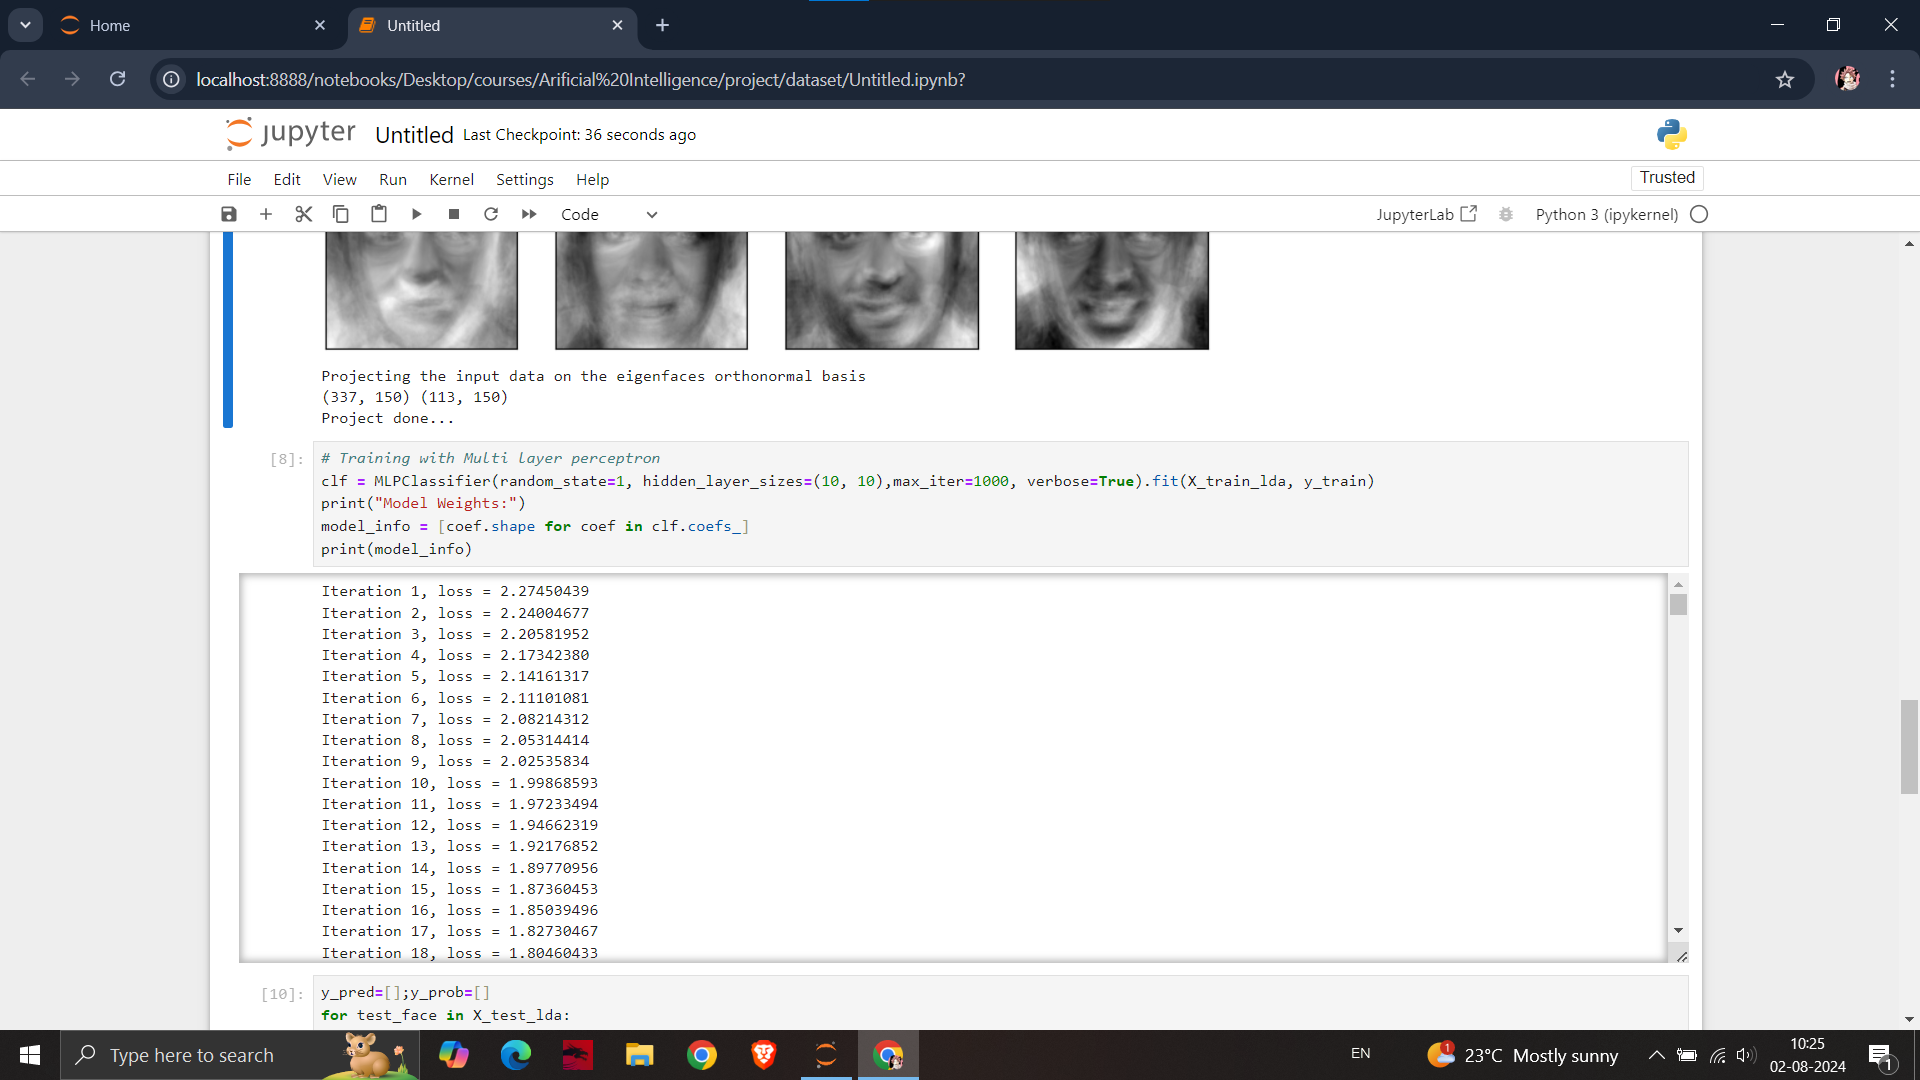 Home
Untitled
localhost:8888/notebooks/Desktop/courses/Arificial%20Intelligence/project/dataset/Untitled.ipynb?
jupyter Untitled Last Checkpoint: 36 seconds ago
File Edit View Run Kernel Settings Help
Trusted
Code
JupyterLab
Python 3 (ipykernel)
Projecting the input data on the eigenfaces orthonormal basis
(337, 150) (113, 150)
Project done...
[8]:
# Training with Multi layer perceptron
clf = MLPClassifier(random_state=1, hidden_layer_sizes=(10, 10),max_iter=1000, verbose=True).fit(X_train_lda, y_train)
print("Model Weights:")
model_info = [coef.shape for coef in clf.coefs_]
print(model_info)
Iteration 1, loss = 2.27450439
Iteration 2, loss = 2.24004677
Iteration 3, loss = 2.20581952
Iteration 4, loss = 2.17342380
Iteration 5, loss = 2.14161317
Iteration 6, loss = 2.11101081
Iteration 7, loss = 2.08214312
Iteration 8, loss = 2.05314414
Iteration 9, loss = 2.02535834
Iteration 10, loss = 1.99868593
Iteration 11, loss = 1.97233494
Iteration 12, loss = 1.94662319
Iteration 13, loss = 1.92176852
Iteration 14, loss = 1.89770956
Iteration 15, loss = 1.87360453
Iteration 16, loss = 1.85039496
Iteration 17, loss = 1.82730467
Iteration 18, loss = 1.80460433
[10]:
y_pred=[];y_prob=[]
for test_face in X_test_lda:
Type here to search
EN
1
23°C Mostly sunny
10:25
02-08-2024
1